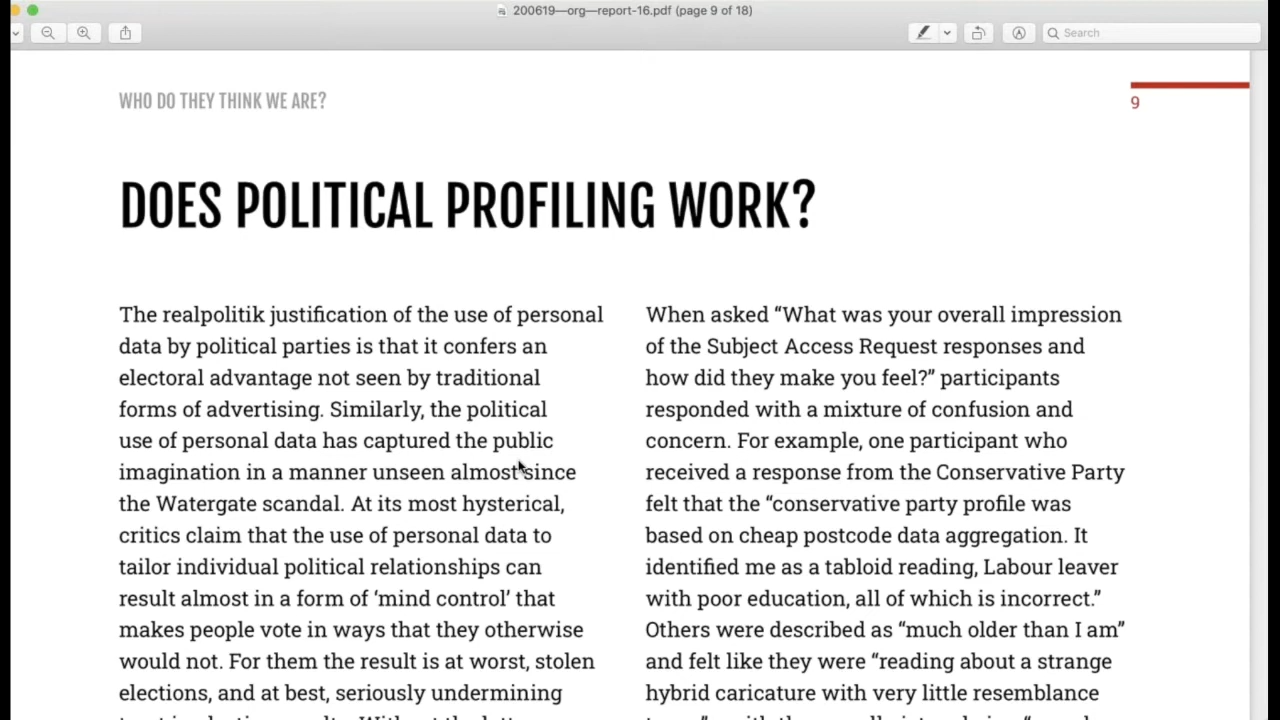 200619—org—report-16.pdf (page 9 of 18)
Search
WHO DO THEY THINK WE ARE?
9
DOES POLITICAL PROFILING WORK?
The realpolitik justification of the use of personal
data by political parties is that it confers an
electoral advantage not seen by traditional
forms of advertising. Similarly, the political
use of personal data has captured the public
imagination in a manner unseen almost since
the Watergate scandal. At its most hysterical,
critics claim that the use of personal data to
tailor individual political relationships can
result almost in a form of ‘mind control’ that
makes people vote in ways that they otherwise
would not. For them the result is at worst, stolen
elections, and at best, seriously undermining
When asked “What was your overall impression
of the Subject Access Request responses and
how did they make you feel?” participants
responded with a mixture of confusion and
concern. For example, one participant who
received a response from the Conservative Party
felt that the “conservative party profile was
based on cheap postcode data aggregation. It
identified me as a tabloid reading, Labour leaver
with poor education, all of which is incorrect.”
Others were described as “much older than I am”
and felt like they were “reading about a strange
hybrid caricature with very little resemblance